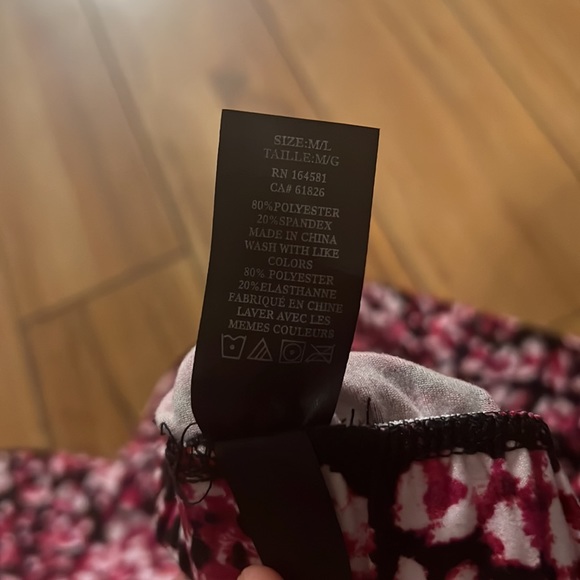 SIZE:M/L
TAILLE:M/G
RN 164581
CA# 61826
80%POLYESTER
20%SPANDEX
MADE IN CHINA
WASH WITH LIKE
COLORS
80% POLYESTER
20%ELASTHANNE
FABRIQUÉ EN CHINE
LAVER AVEC LES
MEMES COULEURS